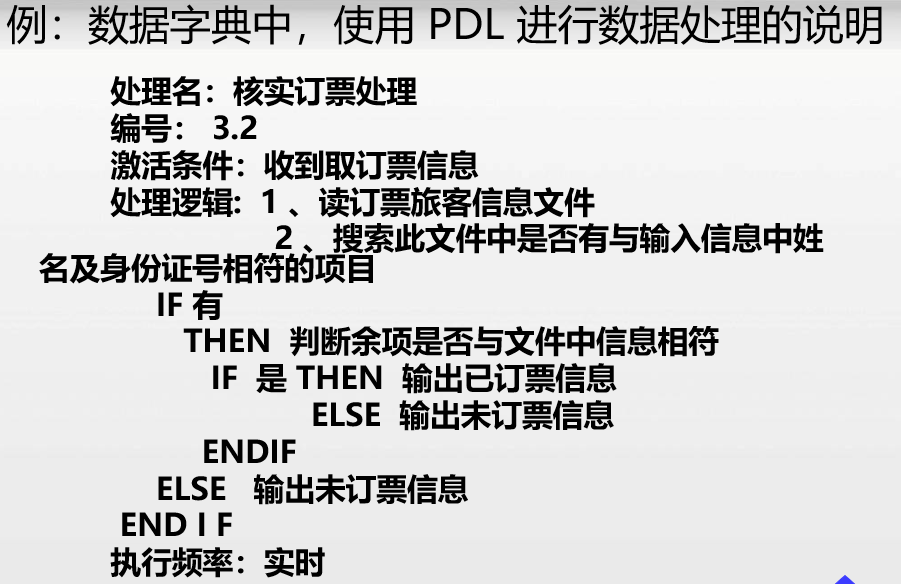 例：数据字典中，使用 PDL 进行数据处理的说明
处理名：核实订票处理
编号： 3.2
激活条件：收到取订票信息
处理逻辑: 1 、读订票旅客信息文件
2 、搜索此文件中是否有与输入信息中姓
名及身份证号相符的项目
IF 有
THEN 判断余项是否与文件中信息相符
IF 是 THEN 输出已订票信息
ELSE 输出未订票信息
ENDIF
ELSE 输出未订票信息
END I F
执行频率：实时